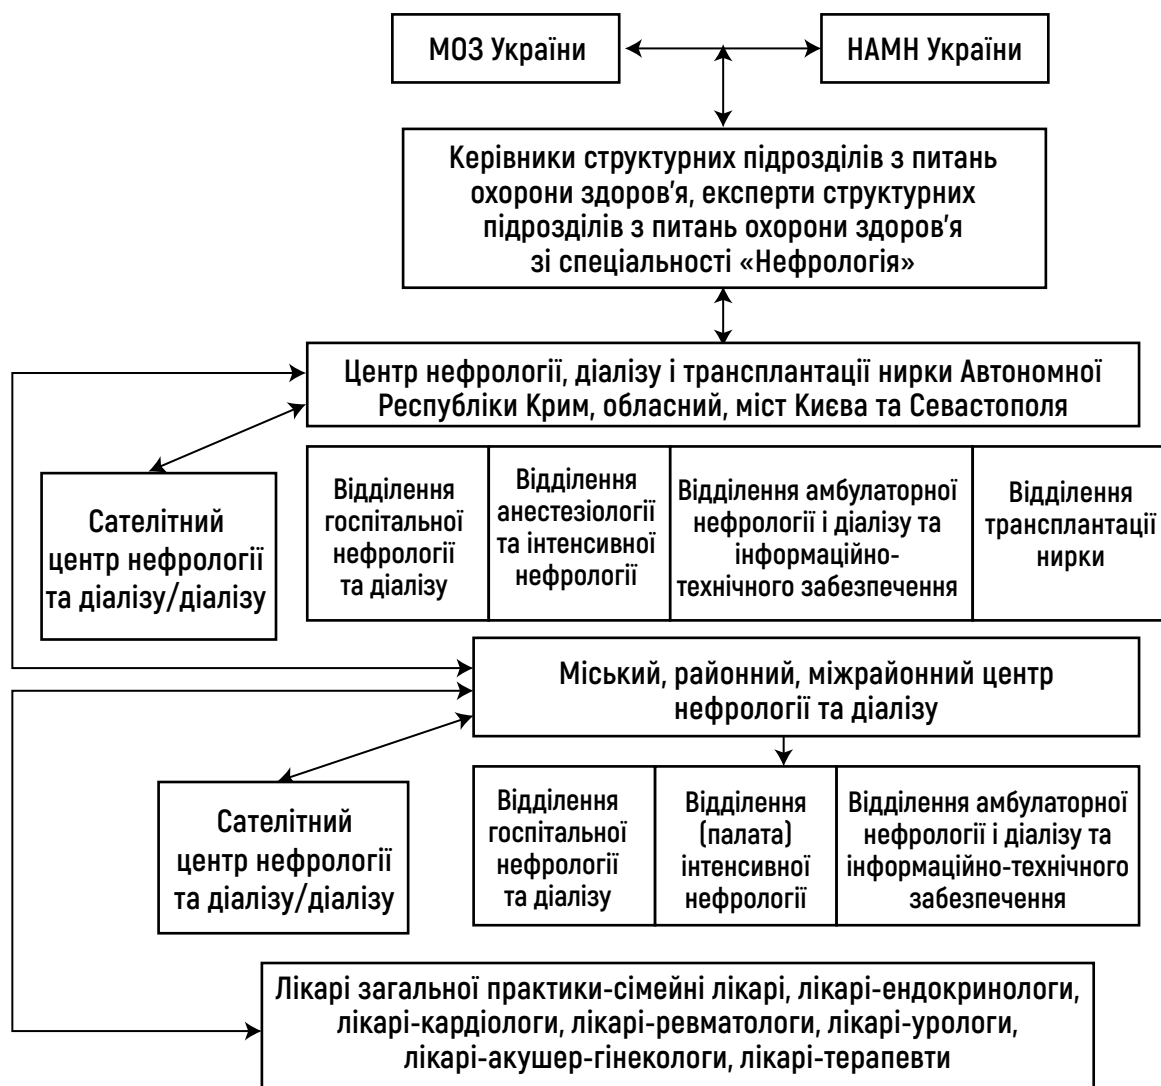 МОЗ України
НАМН України
Керівники структурних підрозділів з питань
охорони здоров’я, експерти структурних
підрозділів з питань охорони здоров’я
зі спеціальності «Нефрологія»
Центр нефрології, діалізу і трансплантації нирки Автономної
Республіки Крим, обласний, міст Києва та Севастополя
Сателітний
центр нефрології
та діалізу/діалізу
Відділення
госпітальної
нефрології
та діалізу
Відділення
анестезіології
та інтенсивної
нефрології
Відділення амбулаторної
нефрології і діалізу та
інформаційно-
технічного забезпечення
Відділення
трансплантації
нирки
Міський, районний, міжрайонний центр
нефрології та діалізу
Сателітний
центр нефрології
та діалізу/діалізу
Відділення
госпітальної
нефрології
та діалізу
Відділення
(палата)
інтенсивної
нефрології
Відділення амбулаторної
нефрології і діалізу та
інформаційно-технічного
забезпечення
Лікарі загальної практики-сімейні лікарі, лікарі-ендокринологи,
лікарі-кардіологи, лікарі-ревматологи, лікарі-урологи,
лікарі-акушер-гінекологи, лікарі-терапевти